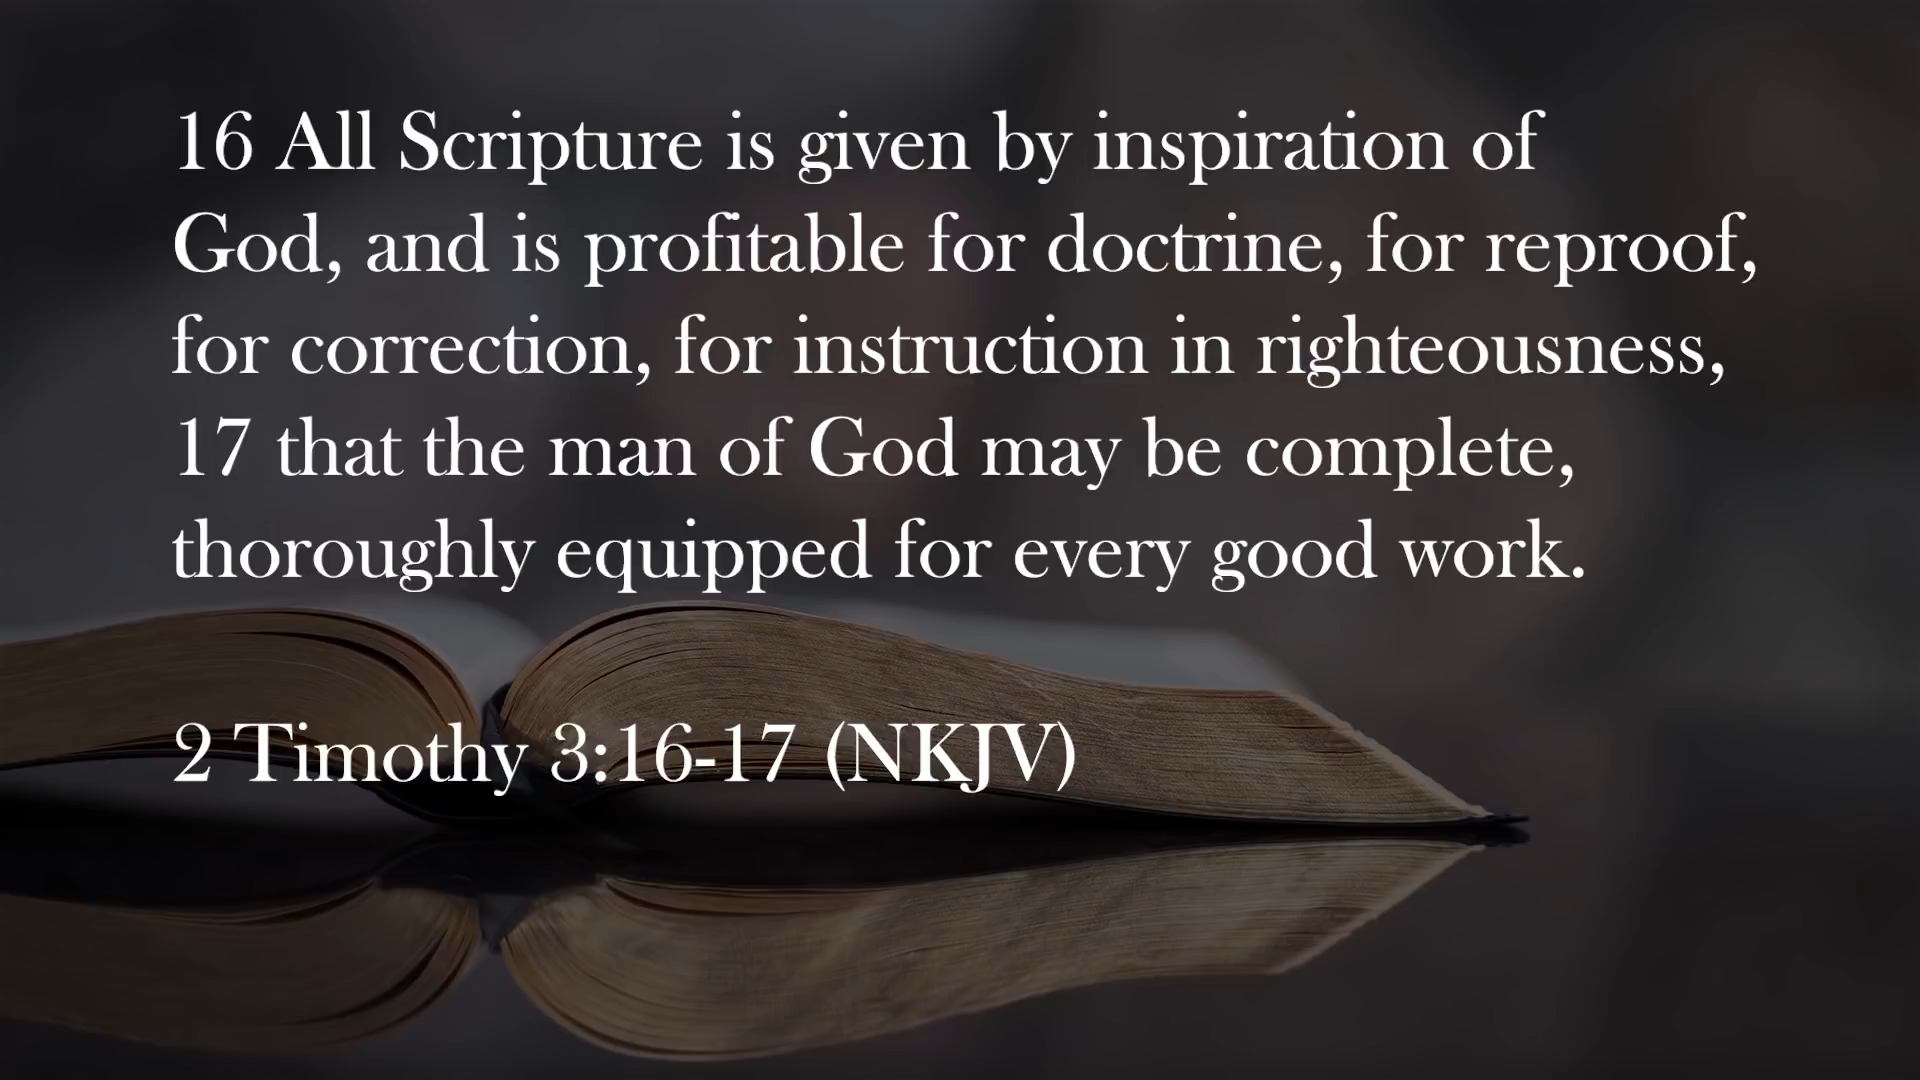 16 All Scripture is given by inspiration of
God, and is profitable for doctrine, for reproof,
for correction, for instruction in righteousness,
17 that the man of God may be complete,
thoroughly equipped for every good work.
2 Timothy 3:16-17 (NKJV)